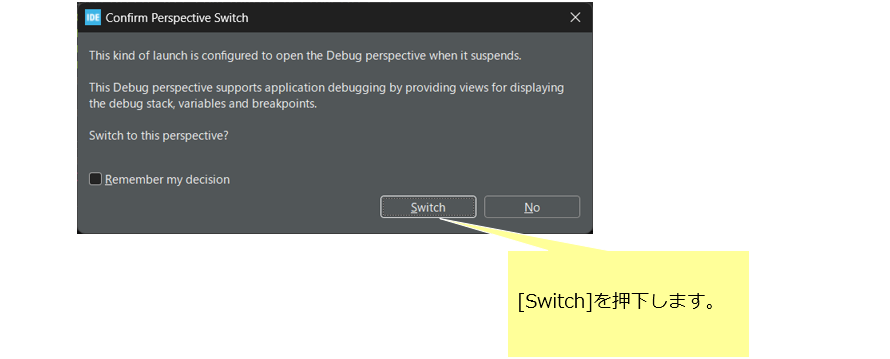 IDE Confirm Perspective Switch
This kind of launch is configured to open the Debug perspective when it suspends.
This Debug perspective supports application debugging by providing views for displaying
the debug stack, variables and breakpoints.
Switch to this perspective?
Remember my decision
Switch No
[Switch]を押下します。